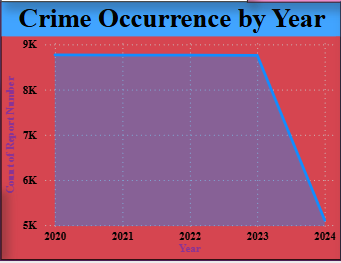 Crime Occurrence by Year
9K
8K
7K
6K
5K
Count of Report Number
2020 2021 2022 2023 2024
Year